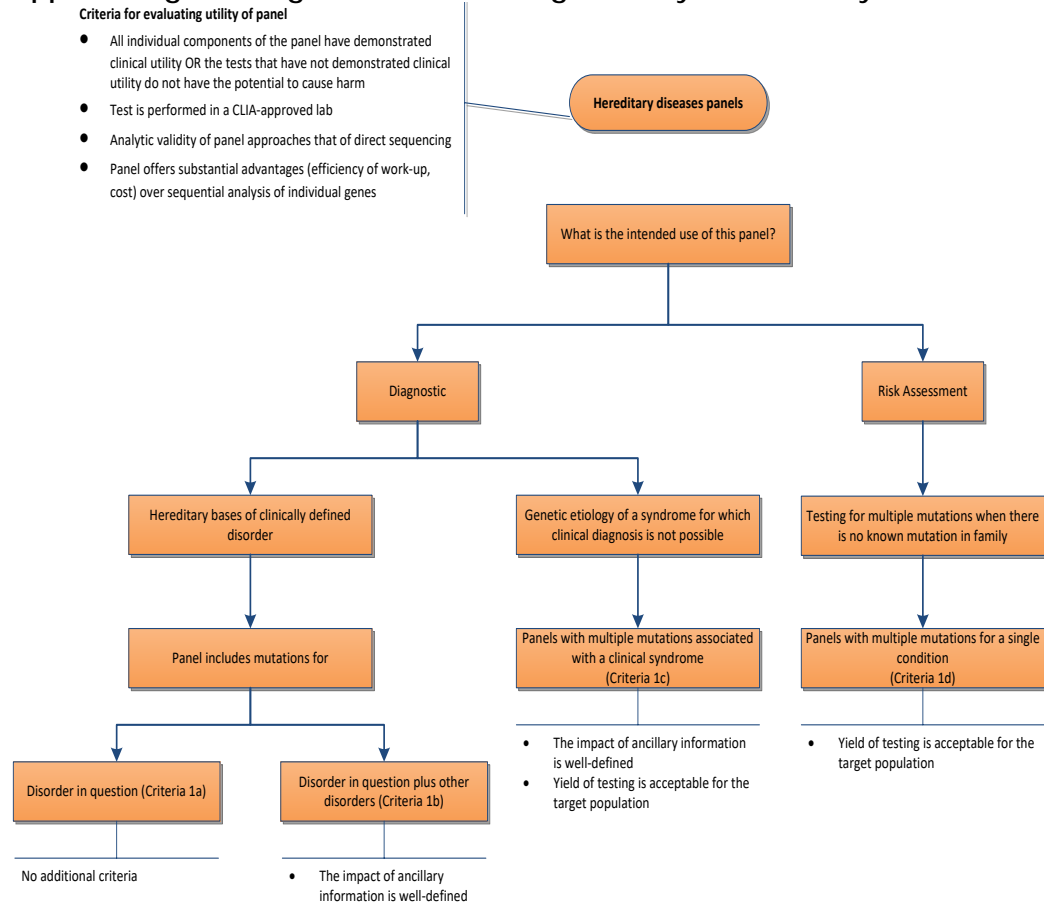 Criteria for evaluating utility of panel
● All individual components of the panel have demonstrated
clinical utility OR the tests that have not demonstrated clinical
utility do not have the potential to cause harm
● Test is performed in a CLIA-approved lab
● Analytic validity of panel approaches that of direct sequencing
● Panel offers substantial advantages (efficiency of work-up,
cost) over sequential analysis of individual genes
Hereditary diseases panels
What is the intended use of this panel?
Diagnostic
Risk Assessment
Hereditary bases of clinically defined
disorder
Genetic etiology of a syndrome for which
clinical diagnosis is not possible
Testing for multiple mutations when there
is no known mutation in family
Panel includes mutations for
Panels with multiple mutations associated
with a clinical syndrome
(Criteria 1c)
Panels with multiple mutations for a single
condition
(Criteria 1d)
• The impact of ancillary information
is well-defined
• Yield of testing is acceptable for the
target population
• Yield of testing is acceptable for the
target population
Disorder in question (Criteria 1a)
Disorder in question plus other
disorders (Criteria 1b)
No additional criteria
• The impact of ancillary
information is well-defined